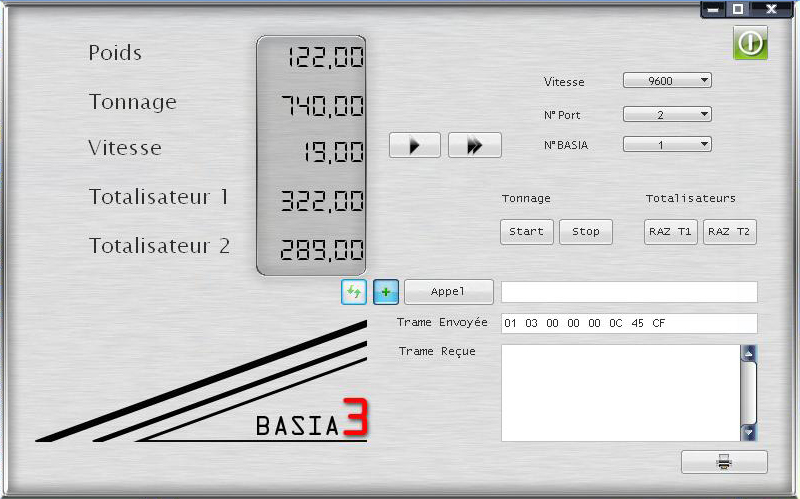 Poids 122,00
Tonnage 740,00
Vitesse 19,00
Totalisateur 1 322,00
Totalisateur 2 289,00
Vitesse 9600
N° Port 2
N°BASIA 1
Tonnage Totalisateurs
Start Stop RAZ T1 RAZ T2
+ Appel
Trame Envoyée 01 03 00 00 00 0C 45 CF
Trame Reçue
BASIA3